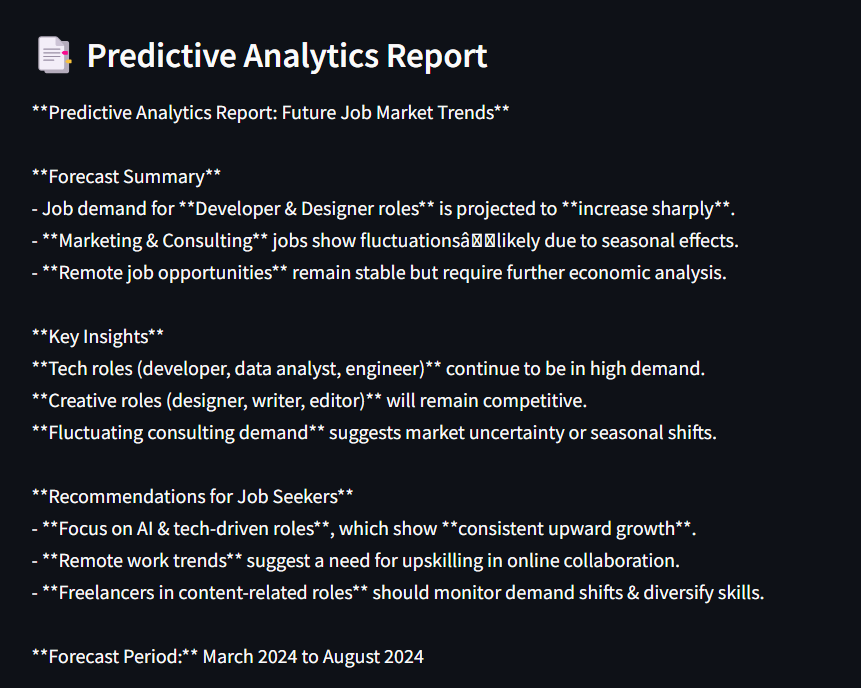 Predictive Analytics Report
**Predictive Analytics Report: Future Job Market Trends**
**Forecast Summary**
- Job demand for **Developer & Designer roles** is projected to **increase sharply**.
- **Marketing & Consulting** jobs show fluctuationsâlikely due to seasonal effects.
- **Remote job opportunities** remain stable but require further economic analysis.
**Key Insights**
**Tech roles (developer, data analyst, engineer)** continue to be in high demand.
**Creative roles (designer, writer, editor)** will remain competitive.
**Fluctuating consulting demand** suggests market uncertainty or seasonal shifts.
**Recommendations for Job Seekers**
- **Focus on AI & tech-driven roles**, which show **consistent upward growth**.
- **Remote work trends** suggest a need for upskilling in online collaboration.
- **Freelancers in content-related roles** should monitor demand shifts & diversify skills.
**Forecast Period:** March 2024 to August 2024